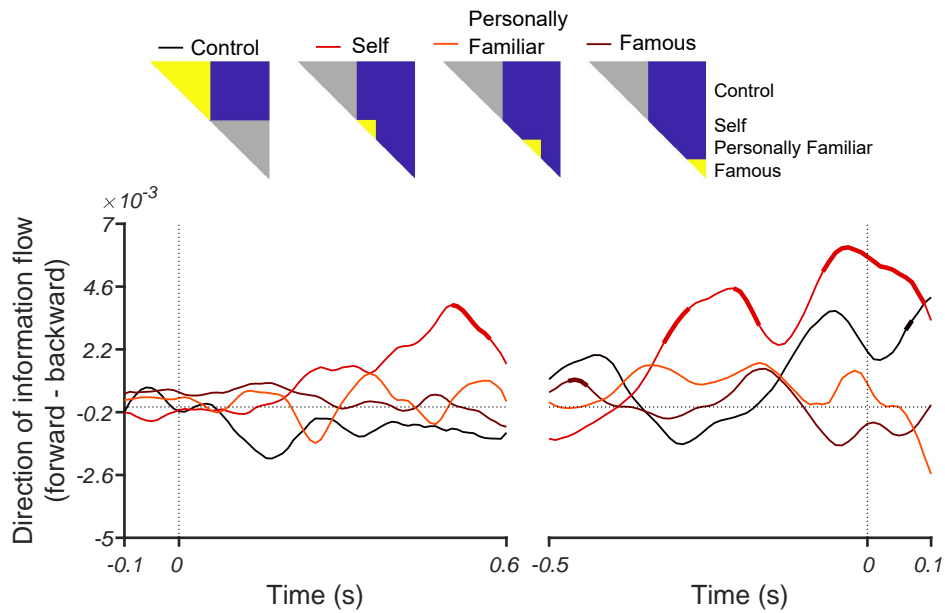 Personally
Control Self Familiar Famous
Control
Self
Personally Familiar
Famous
×10-3
7
4.6
2.2
-0.2
-2.6
-5
Direction of information flow
(forward - backward)
-0.1 0 0.6 -0.5 0 0.1
Time (s) Time (s)